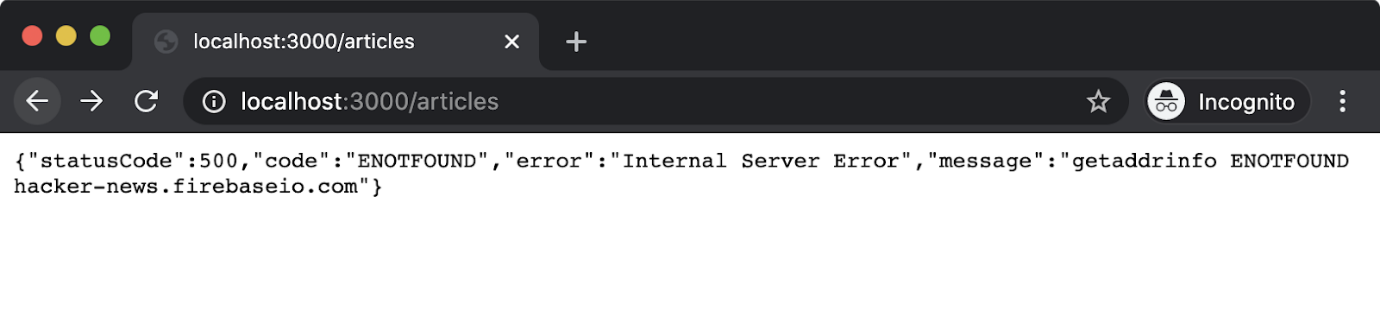 localhost:3000/articles
localhost:3000/articles
Incognito
{"statusCode":500,"code":"ENOTFOUND","error":"Internal Server Error","message":"getaddrinfo ENOTFOUND
hacker-news.firebaseio.com"}